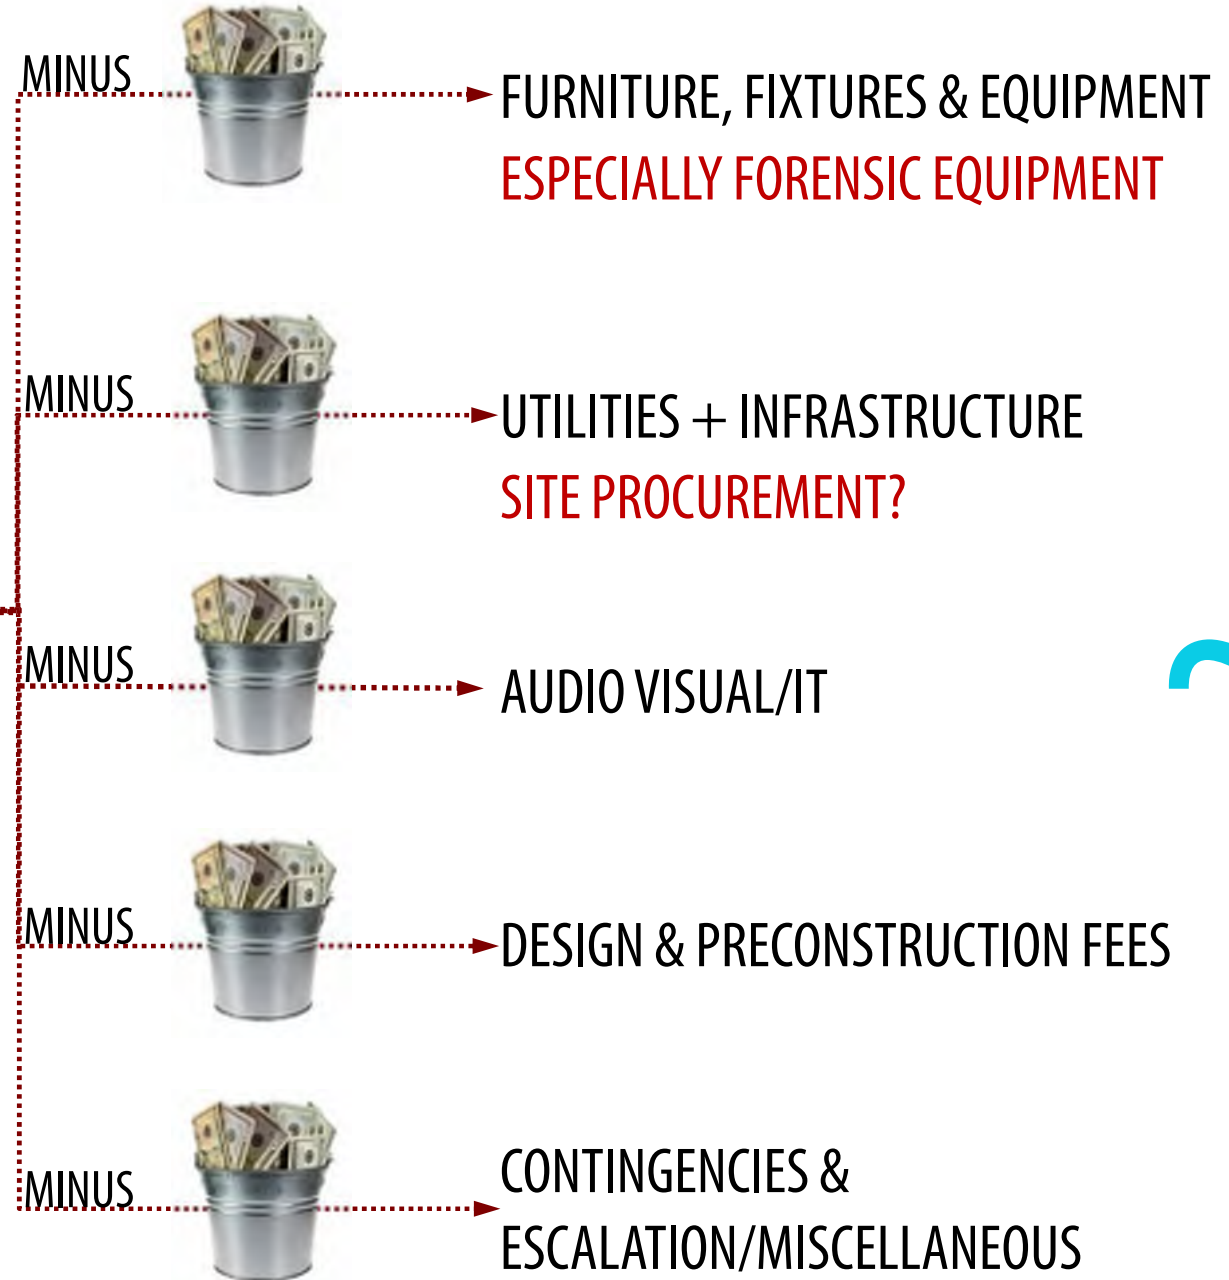 MINUS
FURNITURE, FIXTURES & EQUIPMENT
ESPECIALLY FORENSIC EQUIPMENT
MINUS
UTILITIES + INFRASTRUCTURE
SITE PROCUREMENT?
MINUS
AUDIO VISUAL/IT
MINUS
DESIGN & PRECONSTRUCTION FEES
MINUS
CONTINGENCIES &
ESCALATION/MISCELLANEOUS